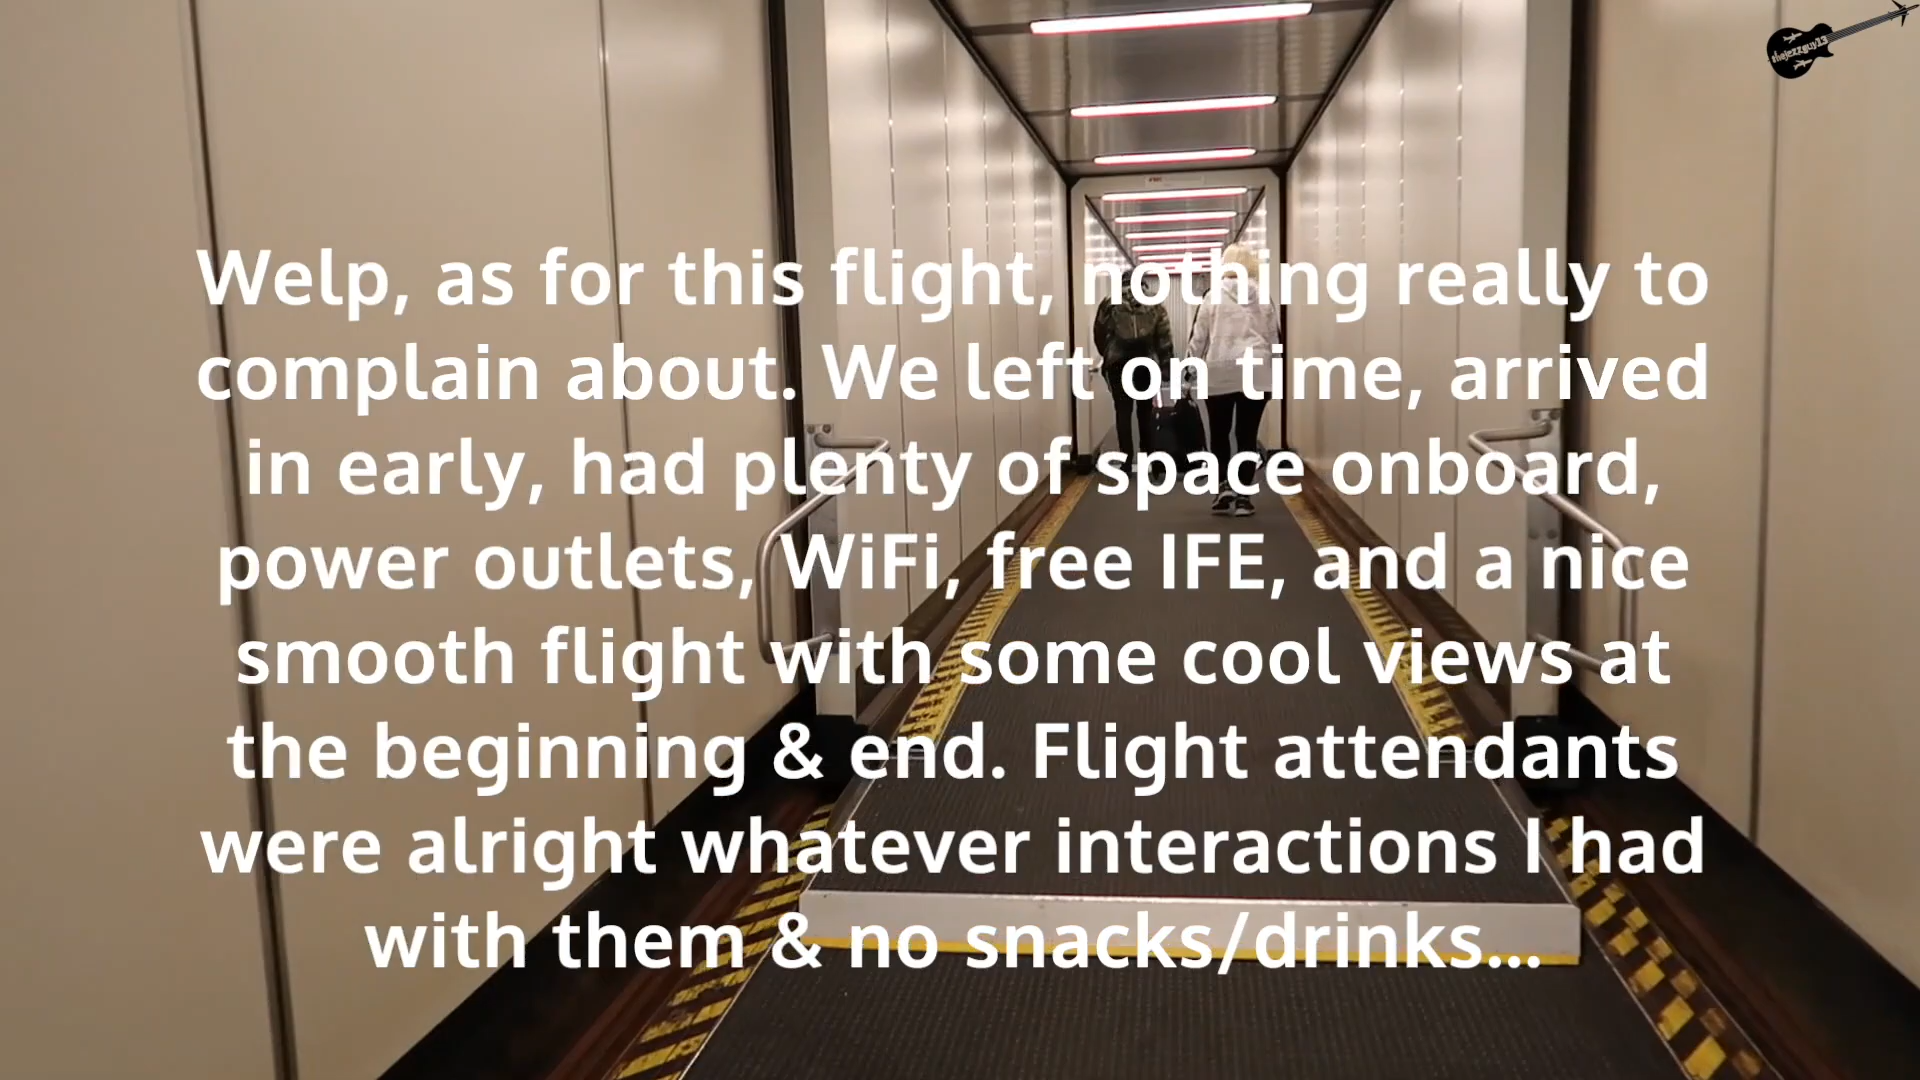 thejazzguy13
Welp, as for this flight, nothing really to
complain about. We left on time, arrived
in early, had plenty of space onboard,
power outlets, WiFi, free IFE, and a nice
smooth flight with some cool views at
the beginning & end. Flight attendants
were alright whatever interactions I had
with them & no snacks/drinks...